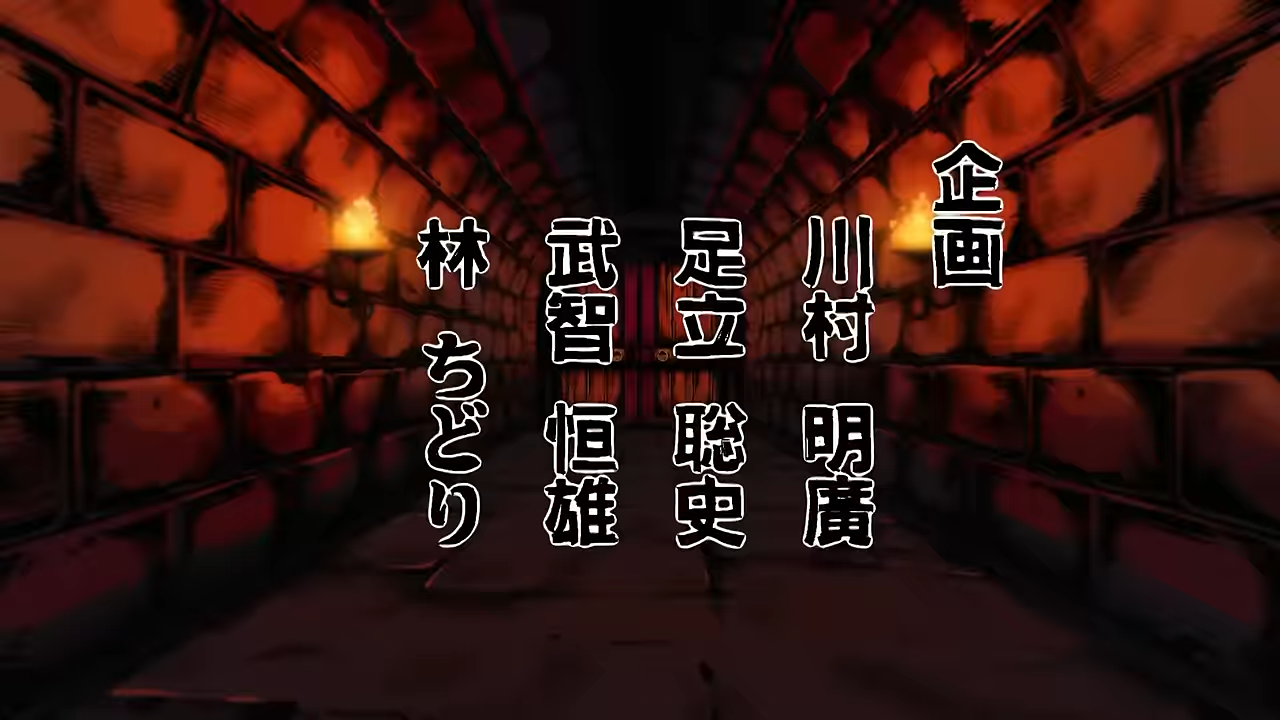 企画
川村 明廣
足立 聡史
武智 恒雄
林 ちどり